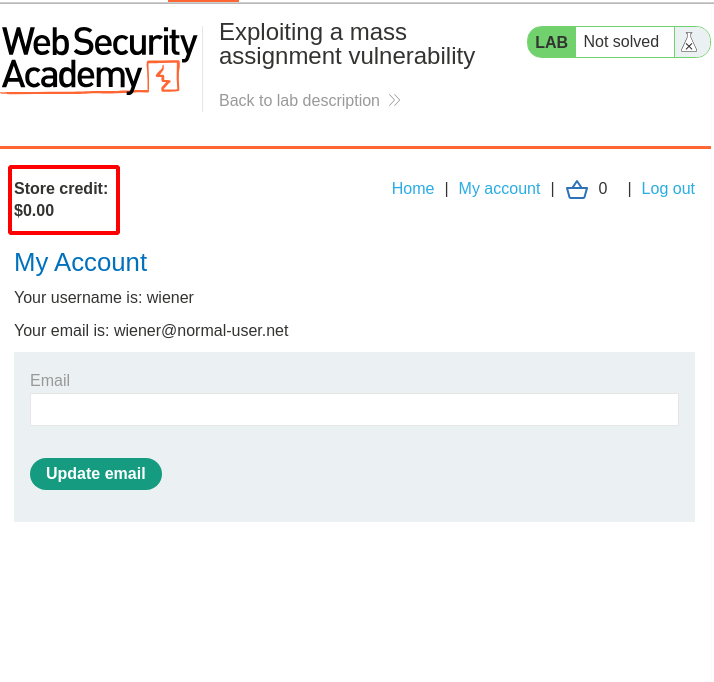 Web Security
Academy
Exploiting a mass
assignment vulnerability
Back to lab description
LAB Not solved
Store credit:
$0.00
Home | My account | 0 | Log out
My Account
Your username is: wiener
Your email is: wiener@normal-user.net
Email
Update email